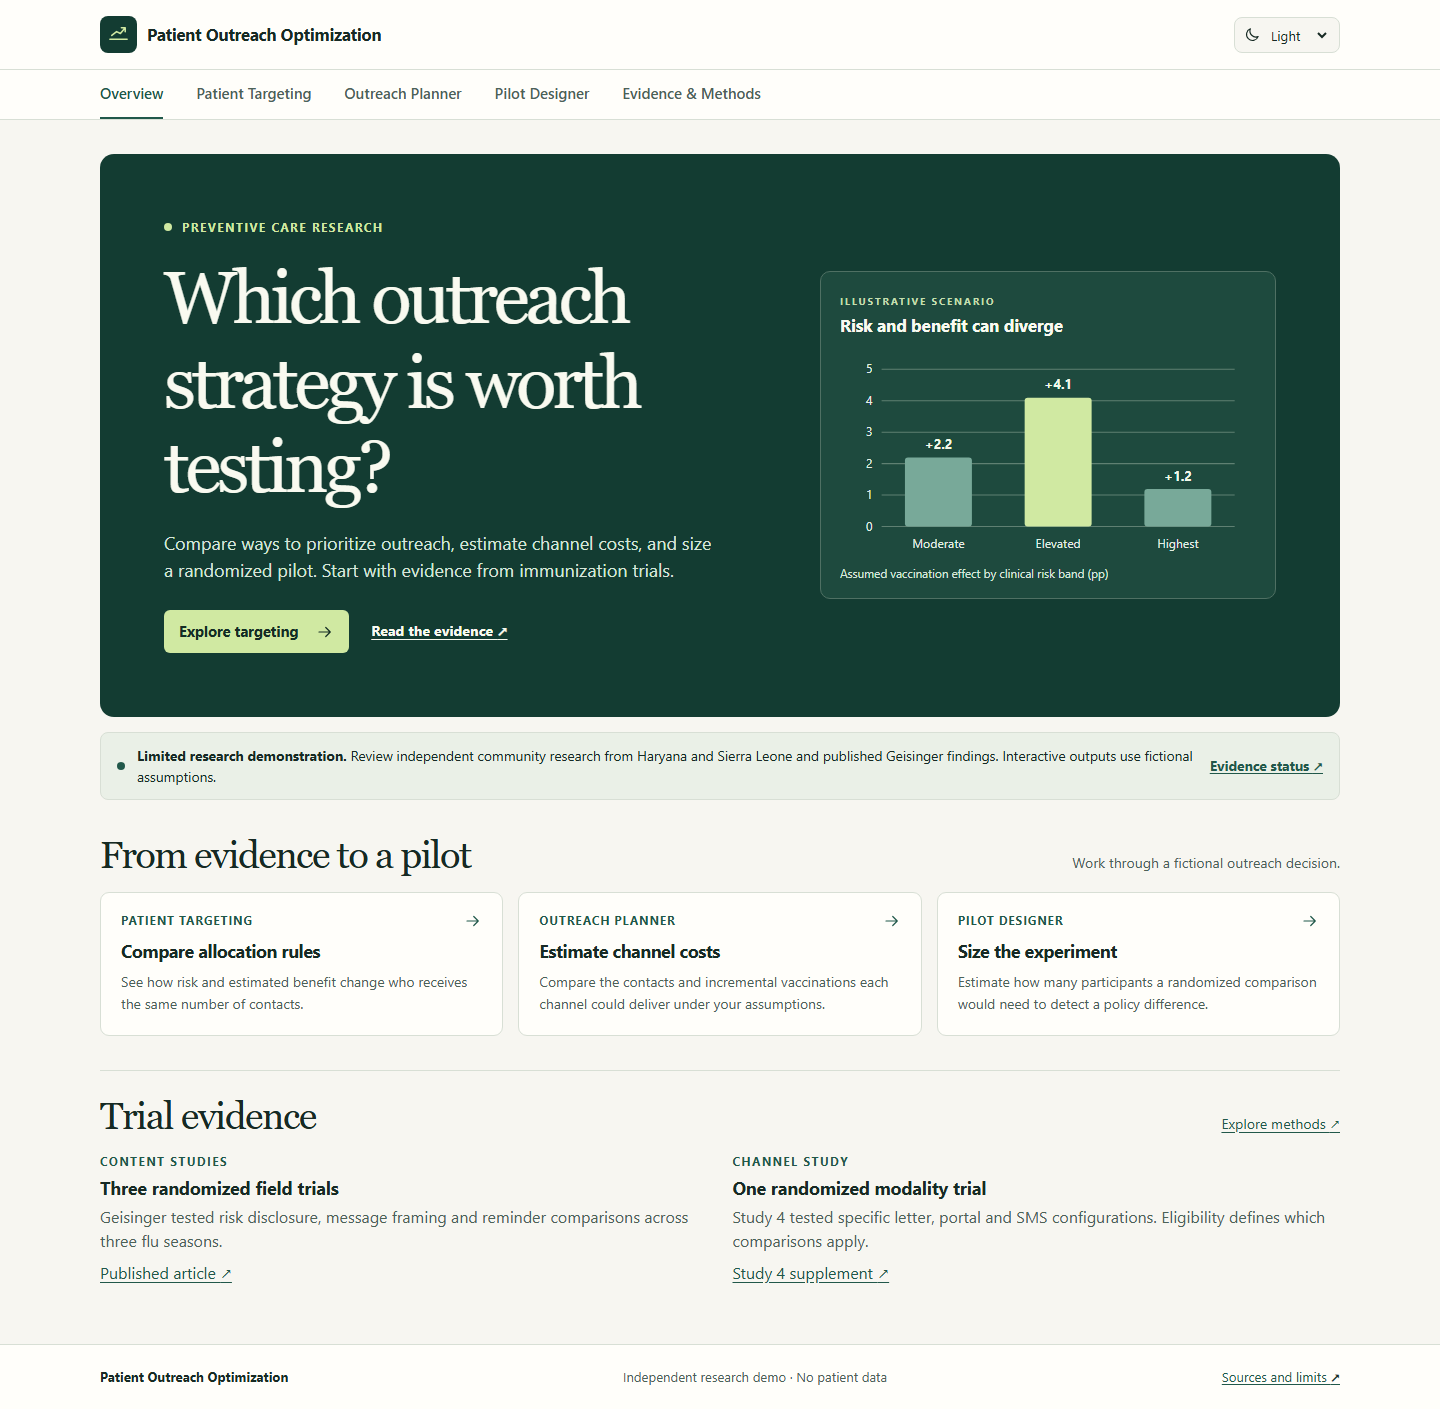 Patient Outreach Optimization
Light
Overview
Patient Targeting
Outreach Planner
Pilot Designer
Evidence & Methods
PREVENTIVE CARE RESEARCH
Which outreach
strategy is worth
testing?
Compare ways to prioritize outreach, estimate channel costs, and size
a randomized pilot. Start with evidence from immunization trials.
Explore targeting →
Read the evidence ↗
ILLUSTRATIVE SCENARIO
Risk and benefit can diverge
5
4
3
2
1
0
+2.2
+4.1
+1.2
Moderate
Elevated
Highest
Assumed vaccination effect by clinical risk band (pp)
Limited research demonstration. Review independent community research from Haryana and Sierra Leone and published Geisinger findings. Interactive outputs use fictional
assumptions.
Evidence status ↗
From evidence to a pilot
Work through a fictional outreach decision.
PATIENT TARGETING →
Compare allocation rules
See how risk and estimated benefit change who receives
the same number of contacts.
OUTREACH PLANNER →
Estimate channel costs
Compare the contacts and incremental vaccinations each
channel could deliver under your assumptions.
PILOT DESIGNER →
Size the experiment
Estimate how many participants a randomized comparison
would need to detect a policy difference.
Trial evidence
Explore methods ↗
CONTENT STUDIES
Three randomized field trials
Geisinger tested risk disclosure, message framing and reminder comparisons across
three flu seasons.
Published article ↗
CHANNEL STUDY
One randomized modality trial
Study 4 tested specific letter, portal and SMS configurations. Eligibility defines which
comparisons apply.
Study 4 supplement ↗
Patient Outreach Optimization
Independent research demo · No patient data
Sources and limits ↗